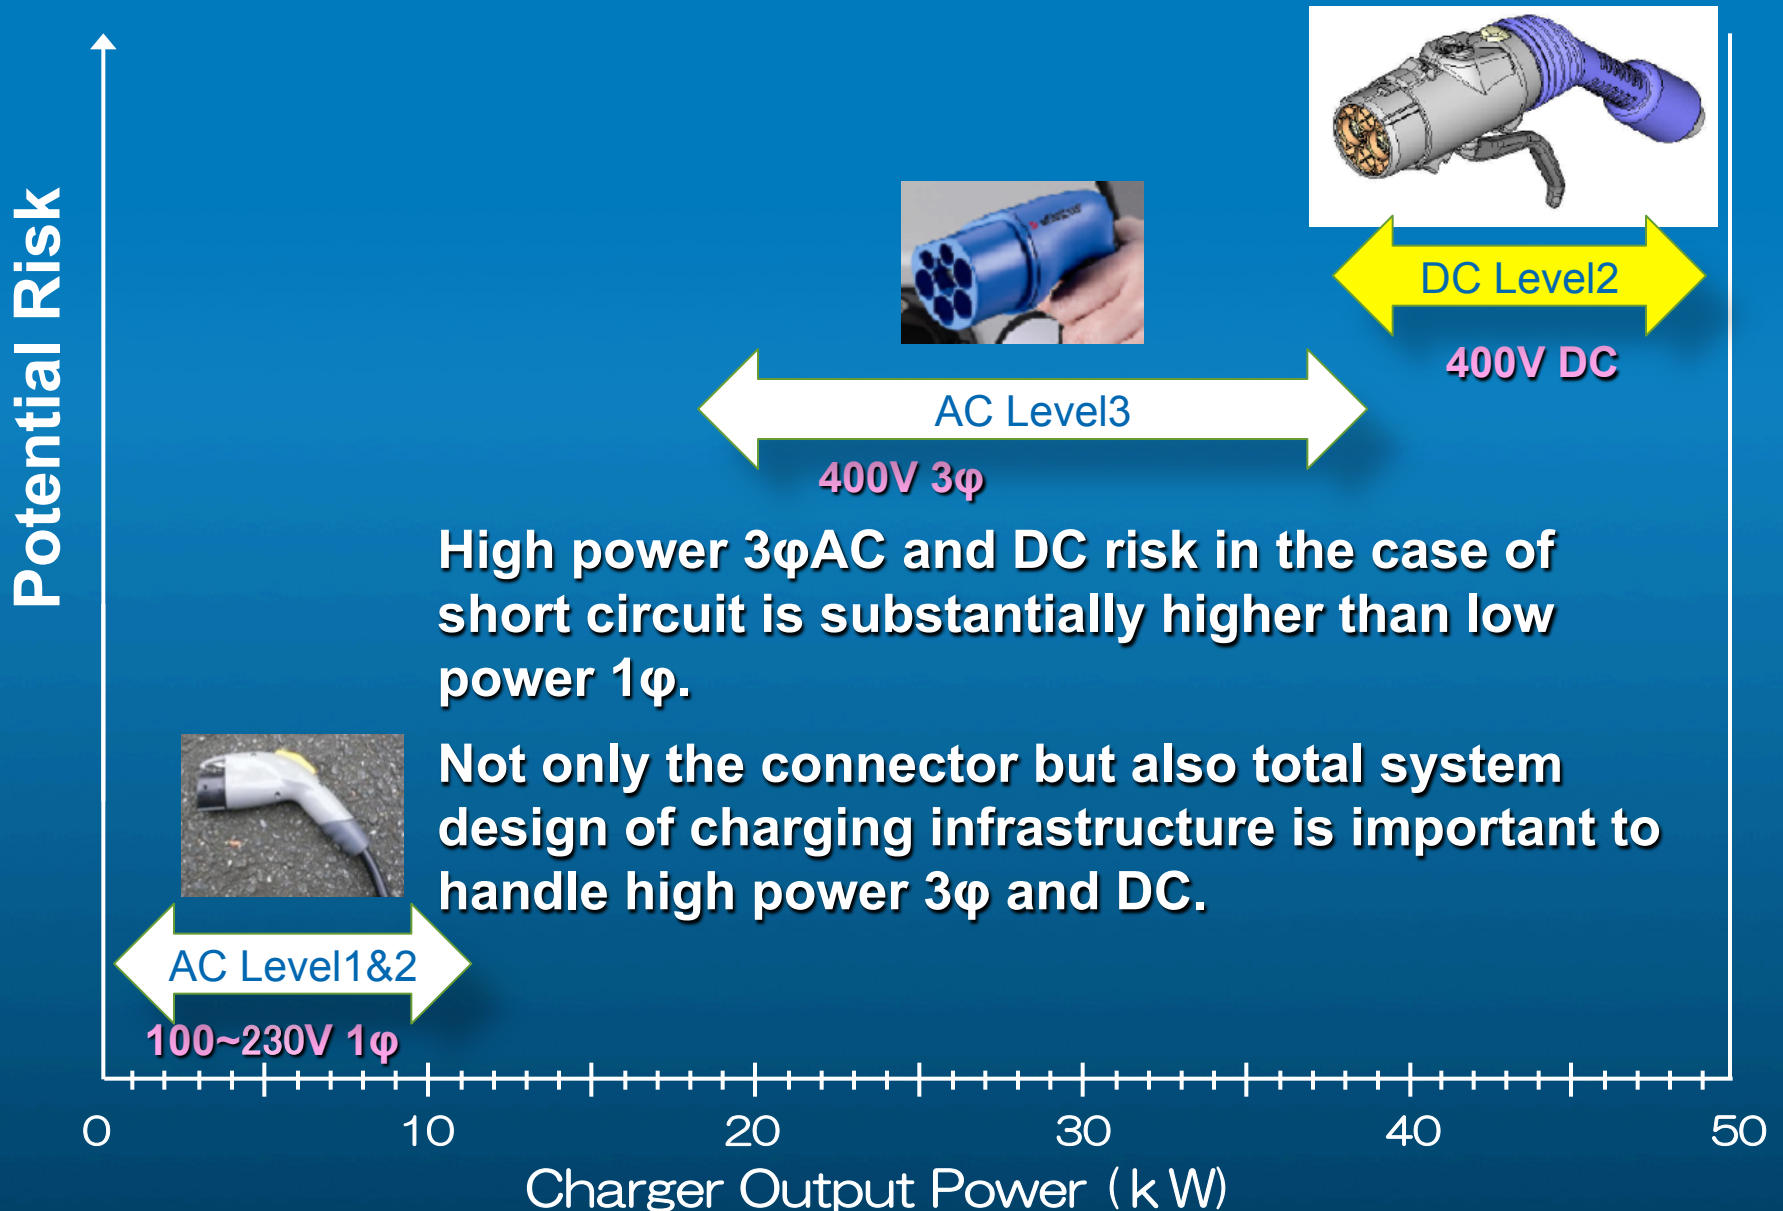 Potential Risk
DC Level2
400V DC
AC Level3
400V 3φ
High power 3φAC and DC risk in the case of
short circuit is substantially higher than low
power 1φ.
Not only the connector but also total system
design of charging infrastructure is important to
handle high power 3φ and DC.
AC Level1&2
100~230V 1φ
0 10 20 30 40 50
Charger Output Power (kW)